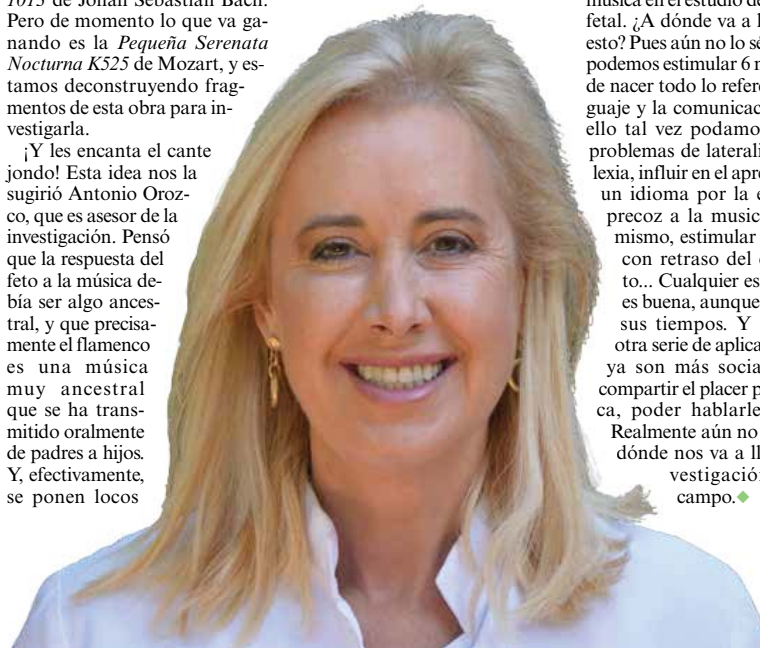 1013 de Johan Sebastian Bach.
Pero de momento lo que va ga-
nando es la Pequeña Serenata
Nocturna K525 de Mozart, y es-
tamos deconstruyendo frag-
mentos de esta obra para in-
vestigarla.
¡Y les encanta el cante
jondo! Esta idea nos la
sugirió Antonio Oroz-
co, que es asesor de la
investigación. Pensó
que la respuesta del
feto a la música de-
bía ser algo ances-
tral, y que precisa-
mente el flamenco
es una música
muy ancestral
que se ha trans-
mitido oralmente
de padres a hijos.
Y, efectivamente,
se ponen locos
música en el estudio de
fetal. ¿A dónde va a l
esto? Pues aún no lo sé
podemos estimular 6 
de nacer todo lo refer
guaje y la comunicac
ello tal vez podamo
problemas de laterali
lexia, influir en el apre
un idioma por la e
precoz a la music
mismo, estimular
con retraso del
to... Cualquier es
es buena, aunque
sus tiempos. Y
otra serie de aplica
ya son más socia
compartir el placer p
ca, poder hablarle
Realmente aún no
dónde nos va a ll
vestigación
campo.